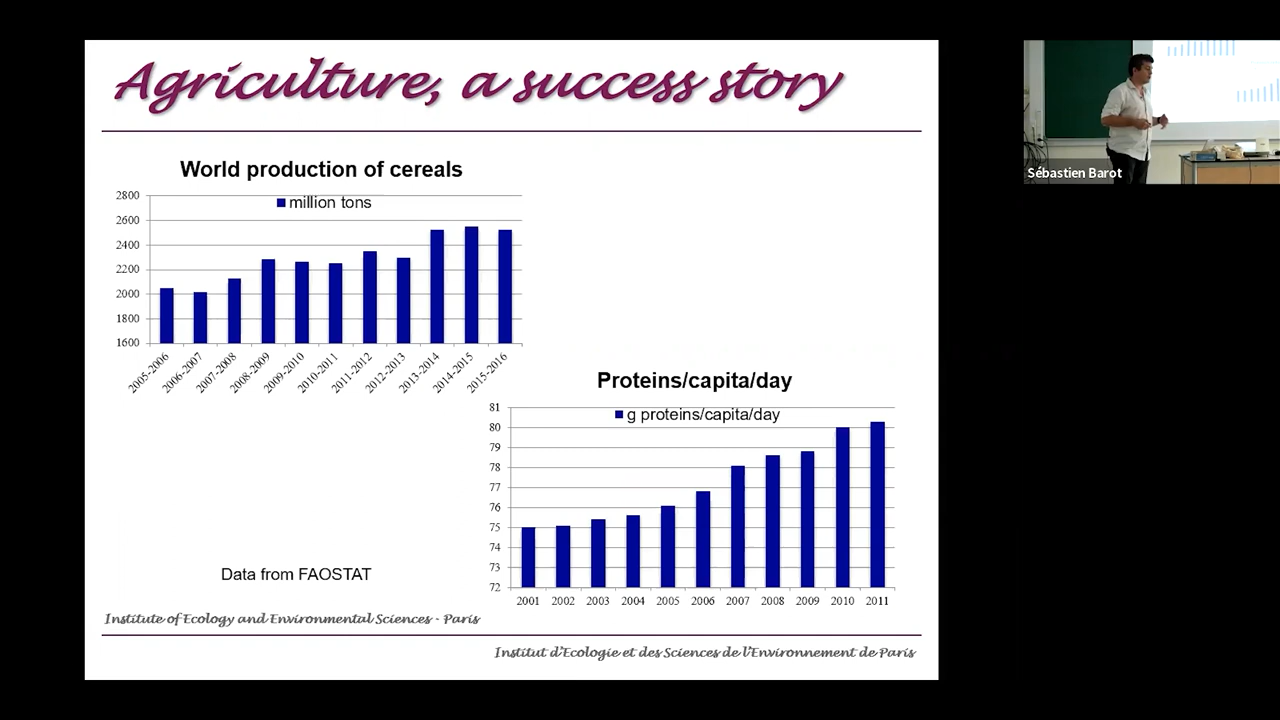 Agriculture, a success story
World production of cereals
million tons
2800
2600
2400
2200
2000
1800
1600
2005-2006
2006-2007
2007-2008
2008-2009
2009-2010
2010-2011
2011-2012
2012-2013
2013-2014
2014-2015
2015-2016
Proteins/capita/day
g proteins/capita/day
81
80
79
78
77
76
75
74
73
72
2001 2002 2003 2004 2005 2006 2007 2008 2009 2010 2011
Data from FAOSTAT
Institute of Ecology and Environmental Sciences - Paris
Institut d'Ecologie et des Sciences de l'Environnement de Paris
Sébastien Barot